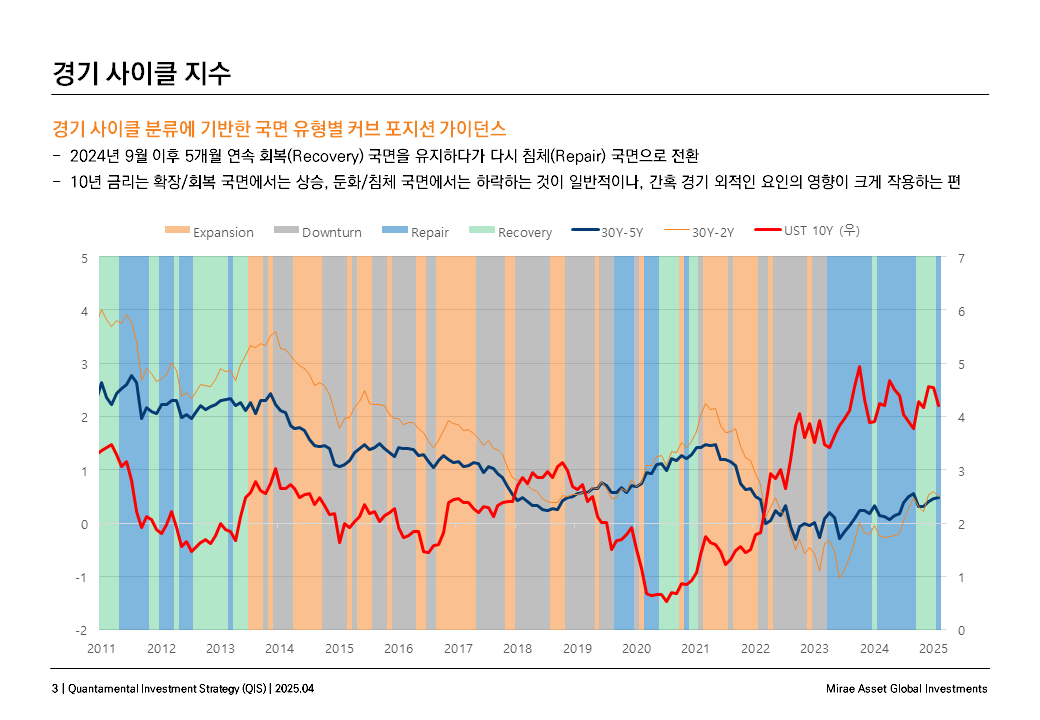 경기 사이클 지수
경기 사이클 분류에 기반한 국면 유형별 커브 포지션 가이던스
– 2024년 9월 이후 5개월 연속 회복(Recovery) 국면을 유지하다가 다시 침체(Repair) 국면으로 전환
– 10년 금리는 확장/회복 국면에서는 상승, 둔화/침체 국면에서는 하락하는 것이 일반적이나, 간혹 경기 외적인 요인의 영향이 크게 작용하는 편
Expansion Downturn Repair Recovery 30Y-5Y 30Y-2Y UST 10Y (우)
5 7
4 6
3 5
2 4
1 3
0 2
-1 1
-2 0
2011 2012 2013 2014 2015 2016 2017 2018 2019 2020 2021 2022 2023 2024 2025
3 | Quantamental Investment Strategy (QIS) | 2025.04 Mirae Asset Global Investments